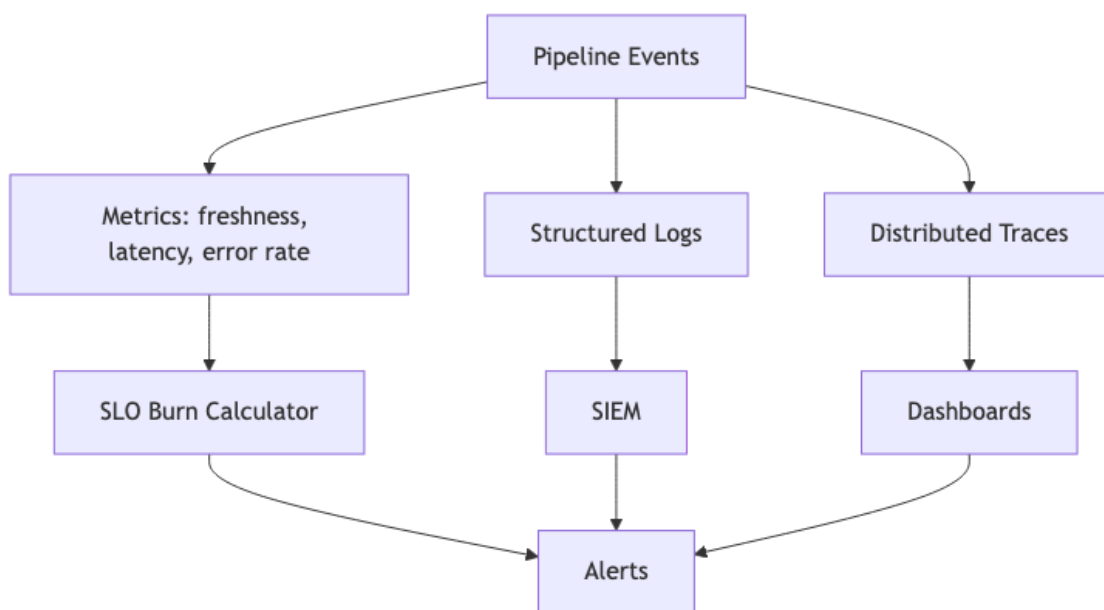 Pipeline Events
Metrics: freshness,
latency, error rate
Structured Logs
Distributed Traces
SLO Burn Calculator
SIEM
Dashboards
Alerts